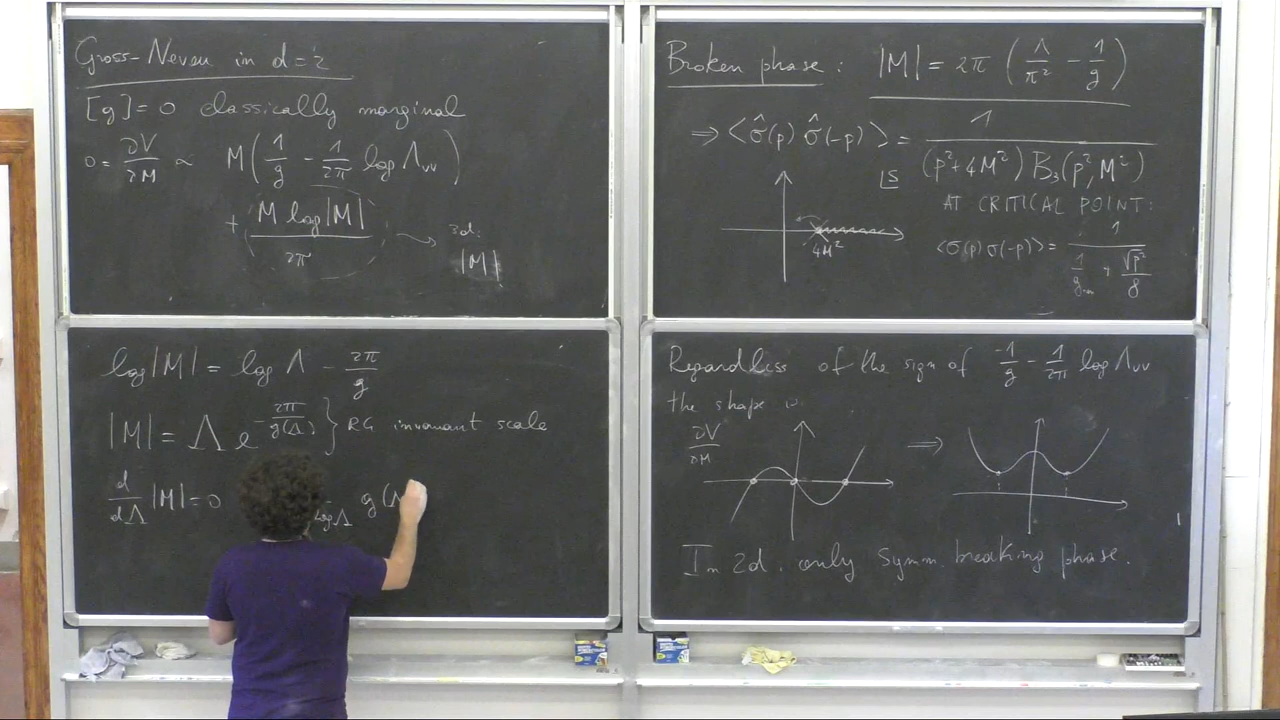 Gross-Neveu in d=2
[g]=0 classically marginal
0 = ∂V/∂M ∝ M(1/g - 1/2π log Λ_UV)
+ M log|M| / 2π
3d:
|M|
log|M| = log Λ - 2π/g
|M| = Λ e^{-2π/g(Λ)} } RG invariant scale
d/dΛ |M| = 0
log Λ g(Λ
Broken phase: |M| = 2π (Λ/π² - 1/g)
⇒ <σ̂(p) σ̂(-p)> = 1 / (p²+4M²) B₃(p², M²)
AT CRITICAL POINT:
4M²
<σ(p) σ(-p)> = 1 / 1/g + √p²/8
Regardless of the sign of 1/g - 1/2π log Λ_UV
the shape is
∂V/∂M ⇒
In 2d only symm. breaking phase.